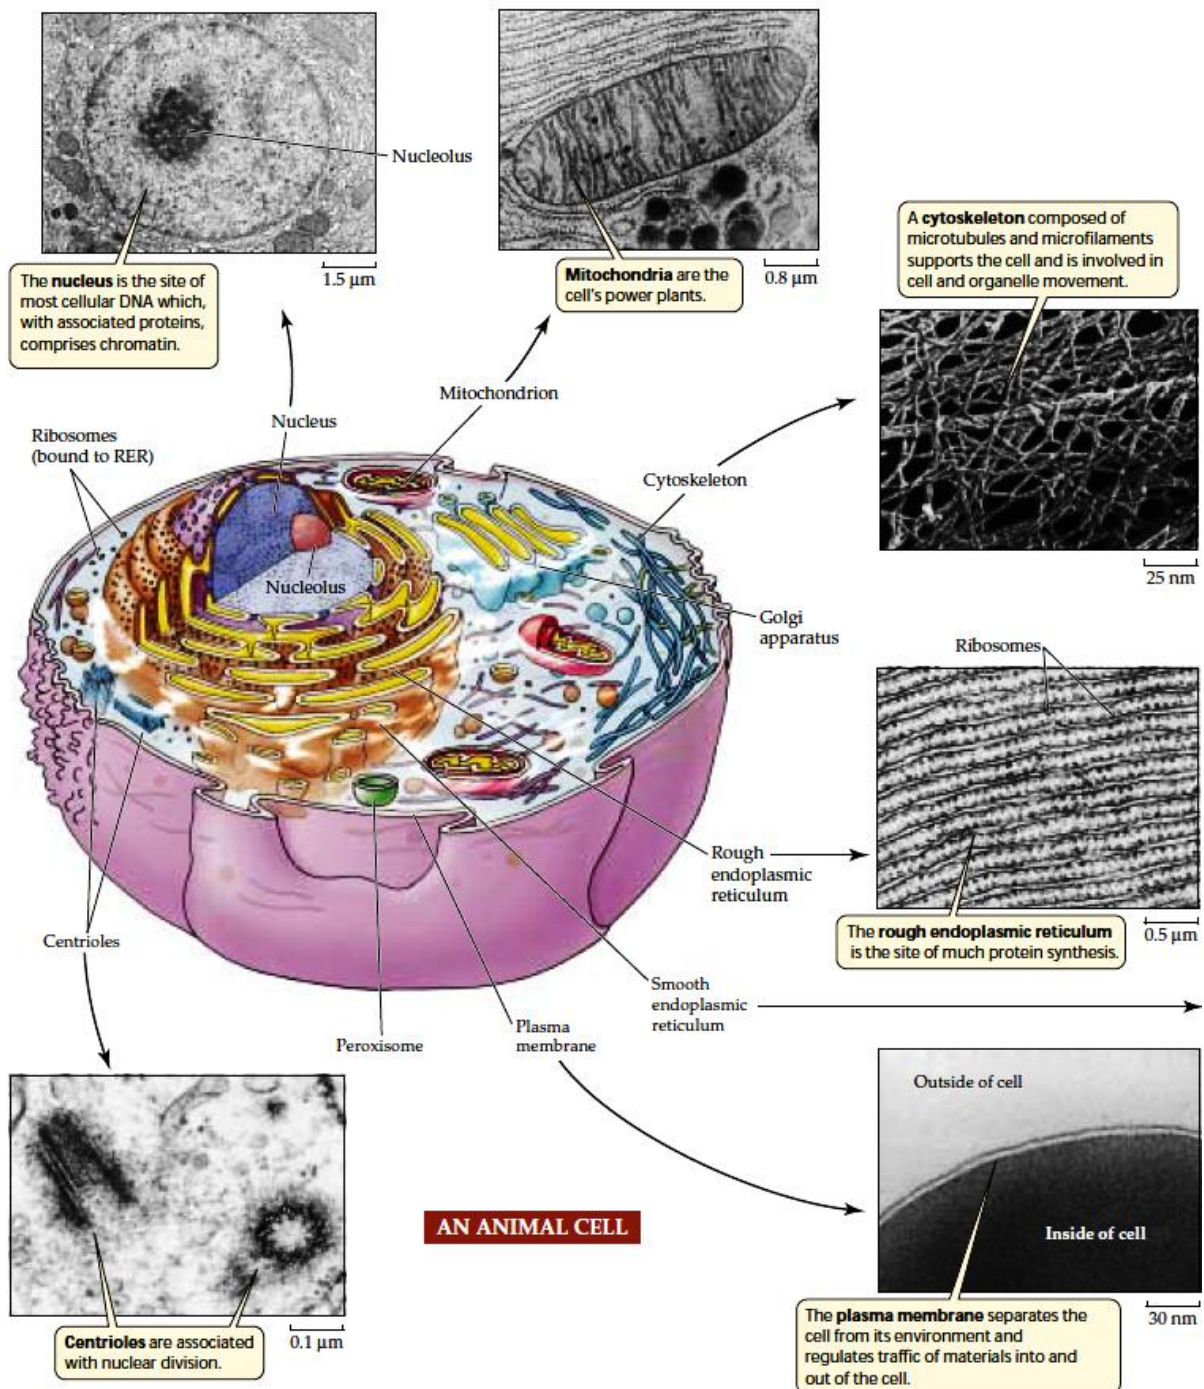 Nucleolus
The nucleus is the site of
most cellular DNA which,
with associated proteins,
comprises chromatin.
1.5 µm
Mitochondria are the
cell's power plants.
0.8 µm
A cytoskeleton composed of
microtubules and microfilaments
supports the cell and is involved in
cell and organelle movement.
25 nm
Mitochondrion
Nucleus
Ribosomes
(bound to RER)
Cytoskeleton
Nucleolus
Golgi
apparatus
Ribosomes
The rough endoplasmic reticulum
is the site of much protein synthesis.
0.5 µm
Rough
endoplasmic
reticulum
Centrioles
Smooth
endoplasmic
reticulum
Peroxisome
Plasma
membrane
Outside of cell
Inside of cell
30 nm
The plasma membrane separates the
cell from its environment and
regulates traffic of materials into and
out of the cell.
AN ANIMAL CELL
Centrioles are associated
with nuclear division.
0.1 µm